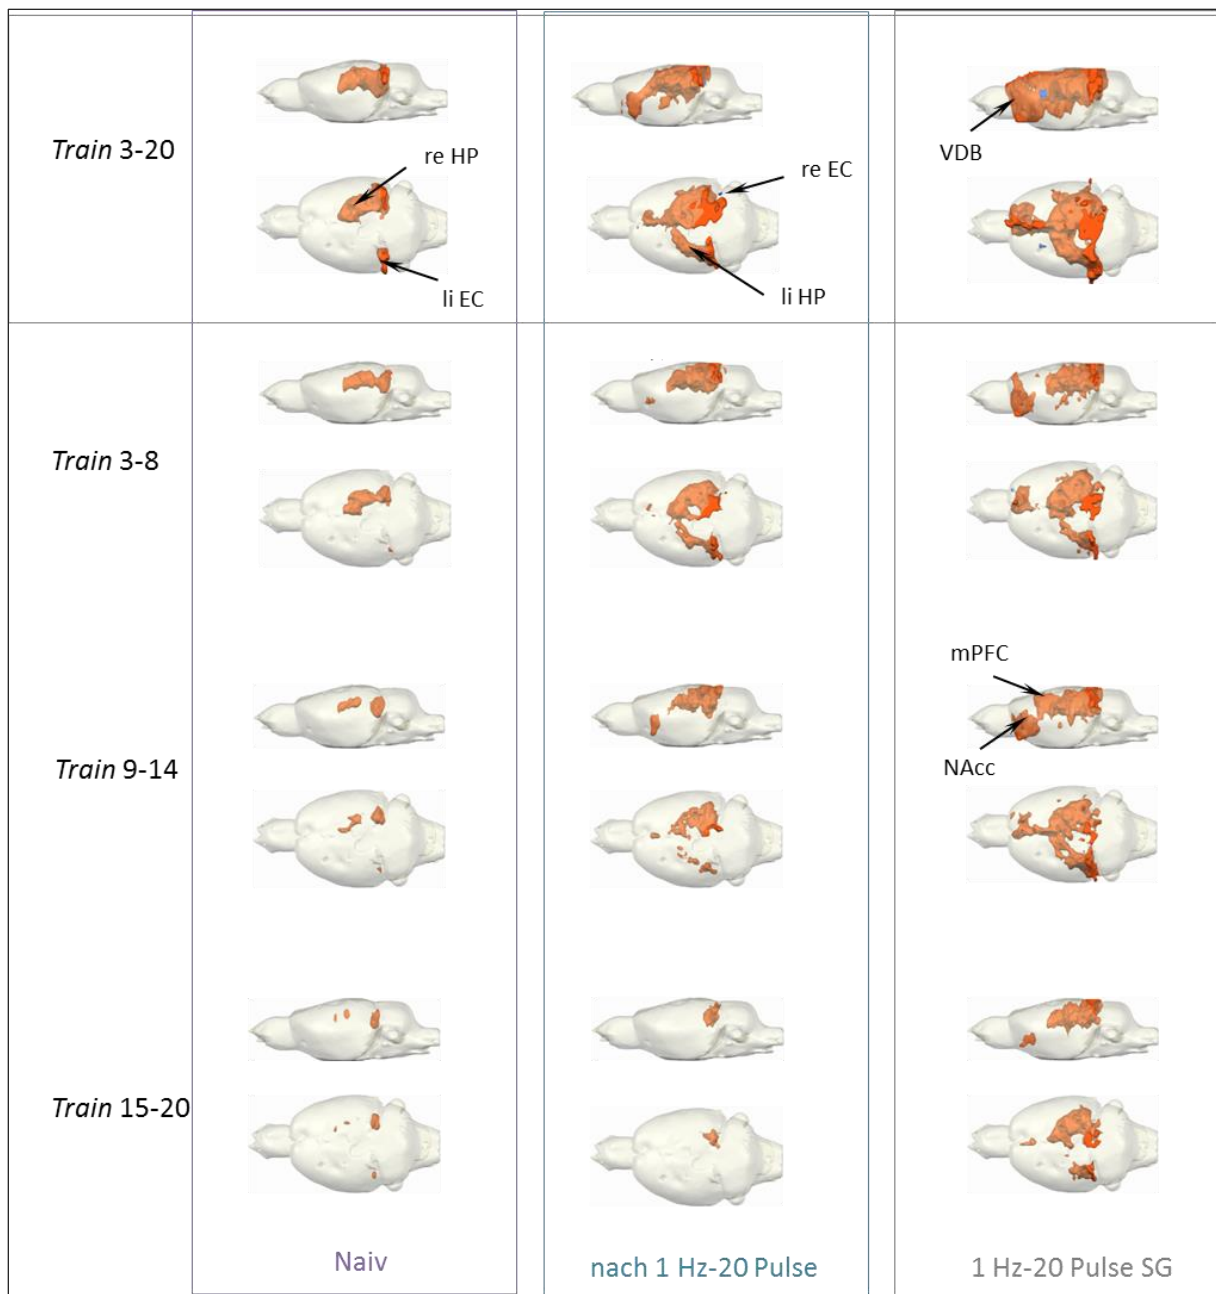 Train 3-20
re HP
li EC
re EC
li HP
VDB
Train 3-8
Train 9-14
mPFC
NAcc
Train 15-20
Naiv
nach 1 Hz-20 Pulse
1 Hz-20 Pulse SG